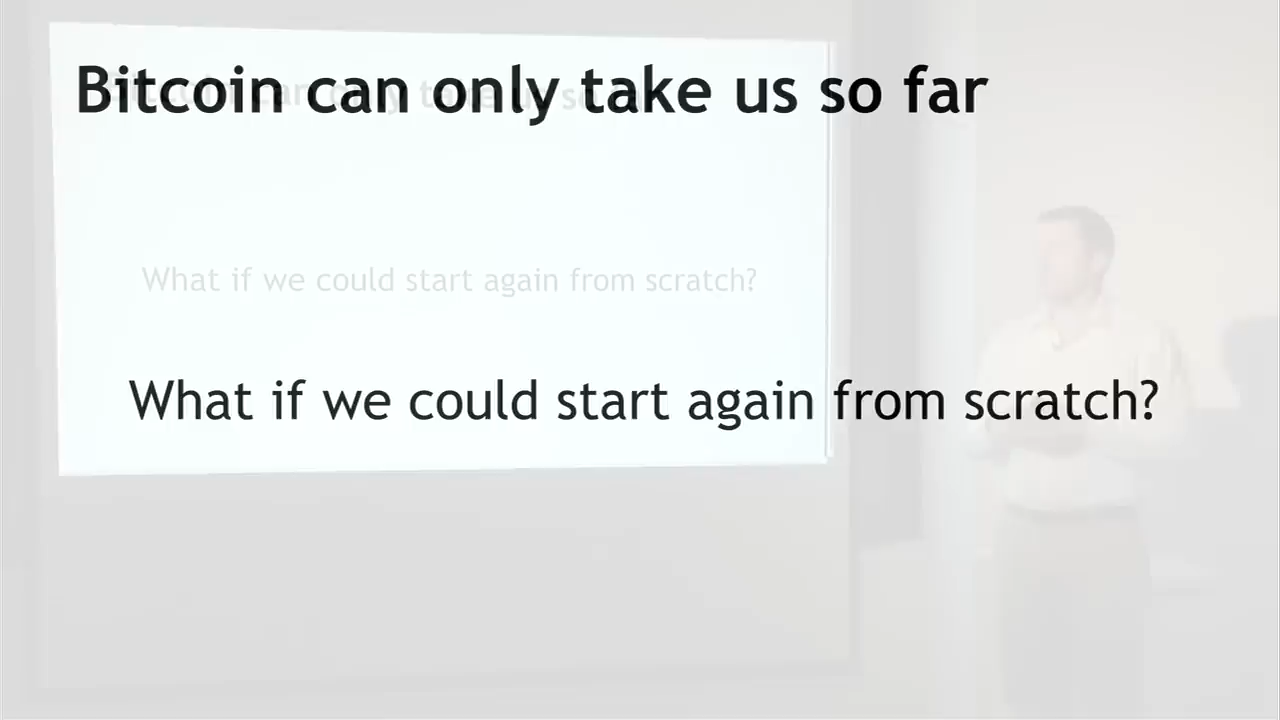 Bitcoin can only take us so far
What if we could start again from scratch?
What if we could start again from scratch?